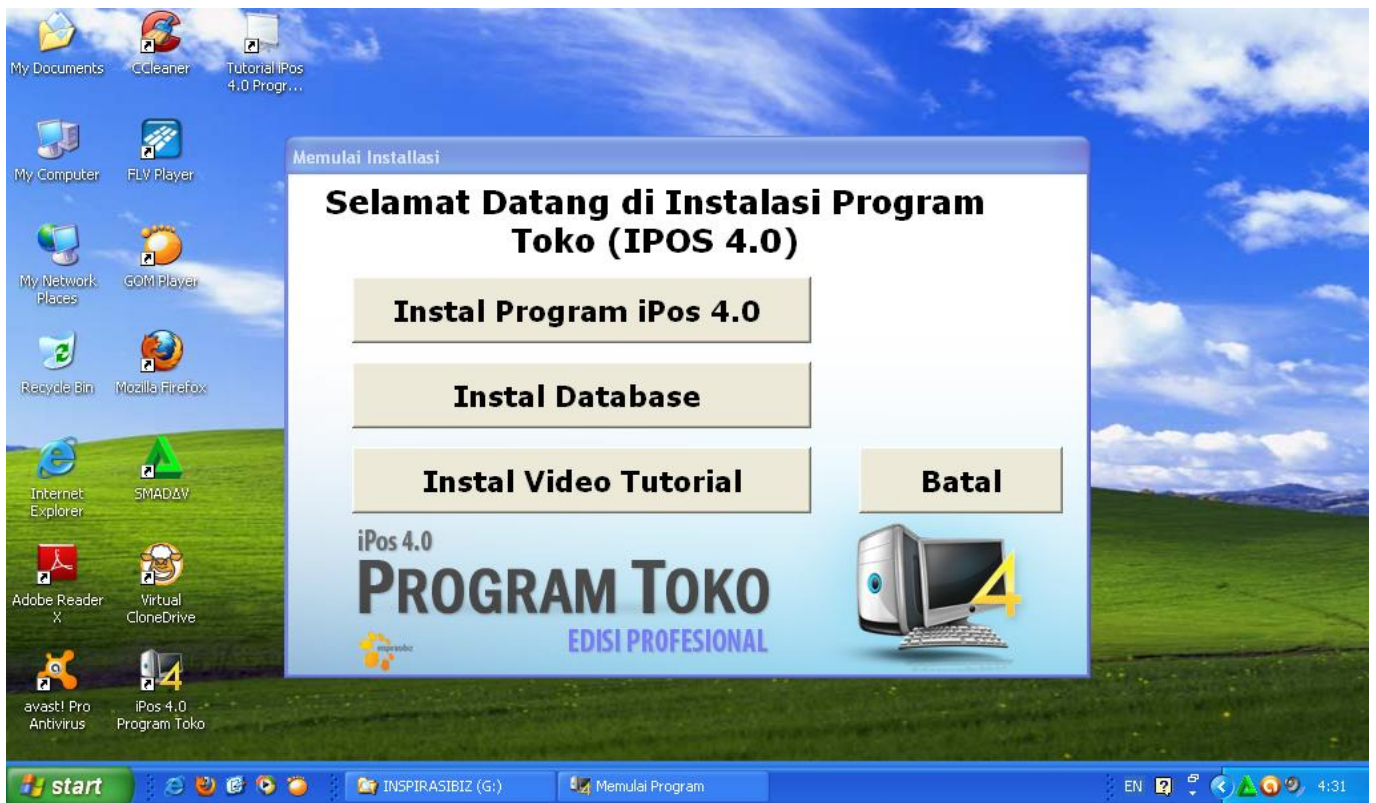 My Documents
CCleaner
Tutorial iPos
4.0 Progr...
My Computer
FLV Player
My Network
Places
GOM Player
Recycle Bin
Mozilla Firefox
Internet
Explorer
SMADΔV
Adobe Reader
X
Virtual
CloneDrive
avast! Pro
Antivirus
iPos 4.0
Program Toko
Memulai Installasi
Selamat Datang di Instalasi Program
Toko (IPOS 4.0)
Instal Program iPos 4.0
Instal Database
Instal Video Tutorial
Batal
iPos 4.0
PROGRAM TOKO
EDISI PROFESIONAL
inspirasibiz
4
start
INSPIRASIBIZ (G:)
Memulai Program
EN
4:31